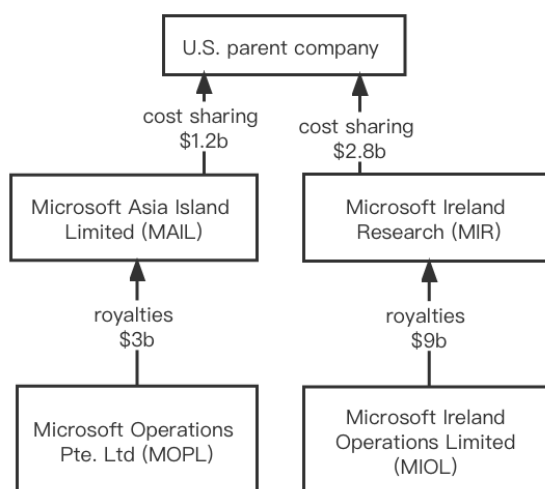 U.S. parent company
cost sharing
$1.2b
cost sharing
$2.8b
Microsoft Asia Island
Limited (MAIL)
Microsoft Ireland
Research (MIR)
royalties
$3b
royalties
$9b
Microsoft Operations
Pte. Ltd (MOPL)
Microsoft Ireland
Operations Limited
(MIOL)